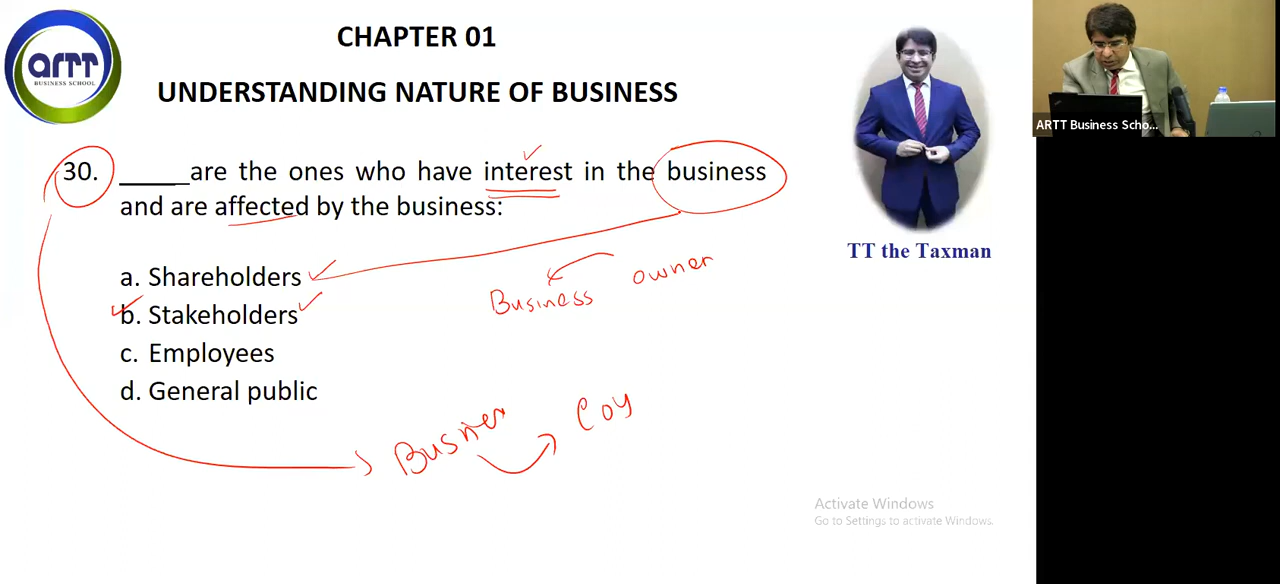 CHAPTER 01
UNDERSTANDING NATURE OF BUSINESS
aRTT
BUSINESS SCHOOL
30. _____are the ones who have interest in the business
and are affected by the business:
a. Shareholders
b. Stakeholders
c. Employees
d. General public
Business owner
Busines
Coy
TT the Taxman
ARTT Business Scho...
Activate Windows
Go to Settings to activate Windows.